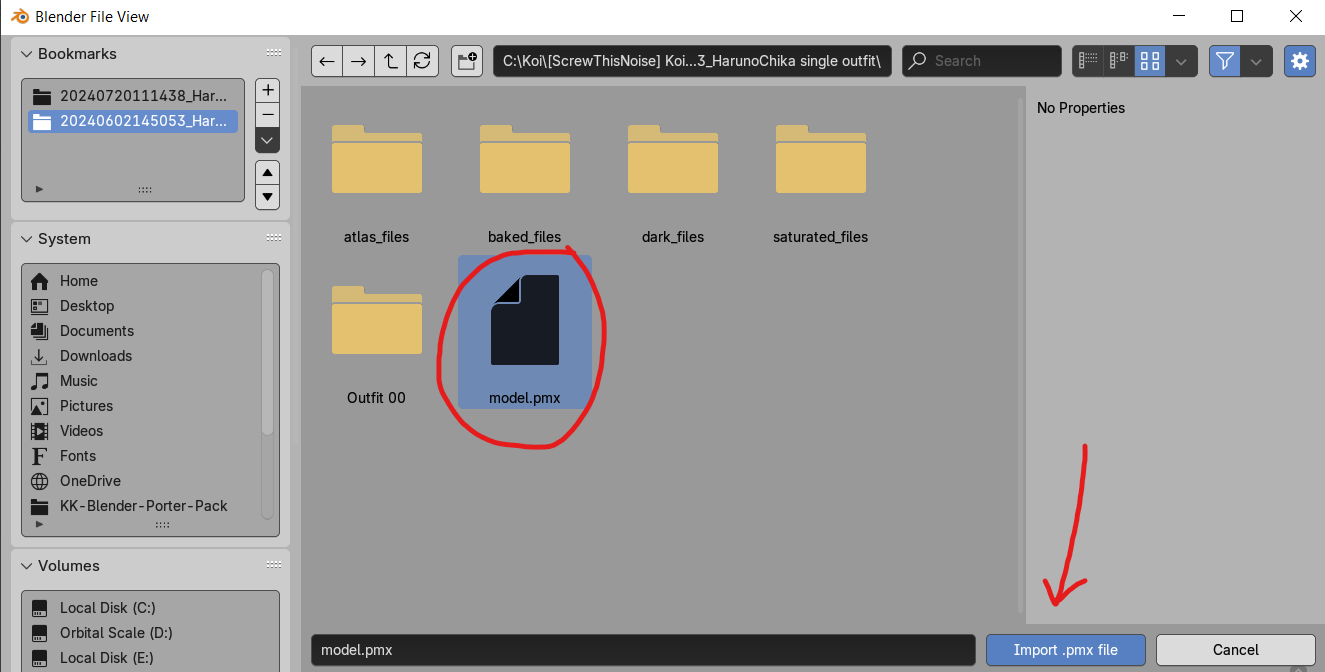 Blender File View
Bookmarks
20240720111438_Har...
20240602145053_Har...
System
Home
Desktop
Documents
Downloads
Music
Pictures
Videos
Fonts
OneDrive
KK-Blender-Porter-Pack
Volumes
Local Disk (C:)
Orbital Scale (D:)
Local Disk (E:)
C:\Koi\[ScrewThisNoise] Koi...3_HarunoChika single outfit\
Search
atlas_files
baked_files
dark_files
saturated_files
Outfit 00
model.pmx
No Properties
model.pmx
Import .pmx file
Cancel